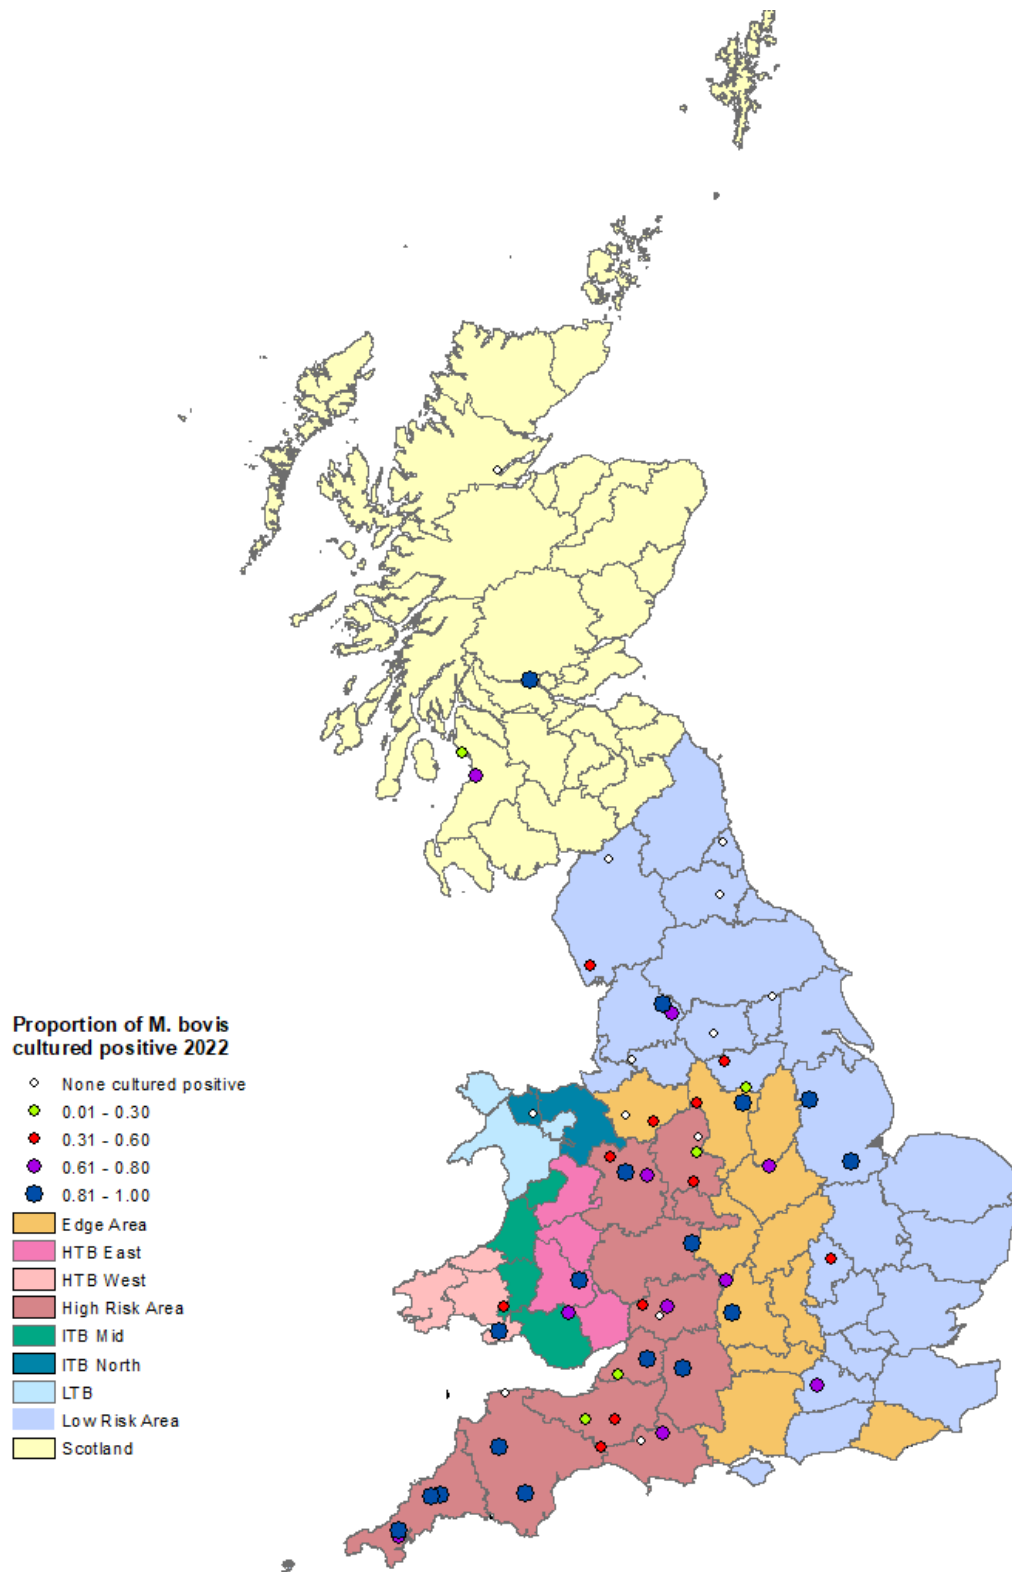 Proportion of M. bovis
cultured positive 2022
None cultured positive
0.01 - 0.30
0.31 - 0.60
0.61 - 0.80
0.81 - 1.00
Edge Area
HTB East
HTB West
High Risk Area
ITB Mid
ITB North
LTB
Low Risk Area
Scotland